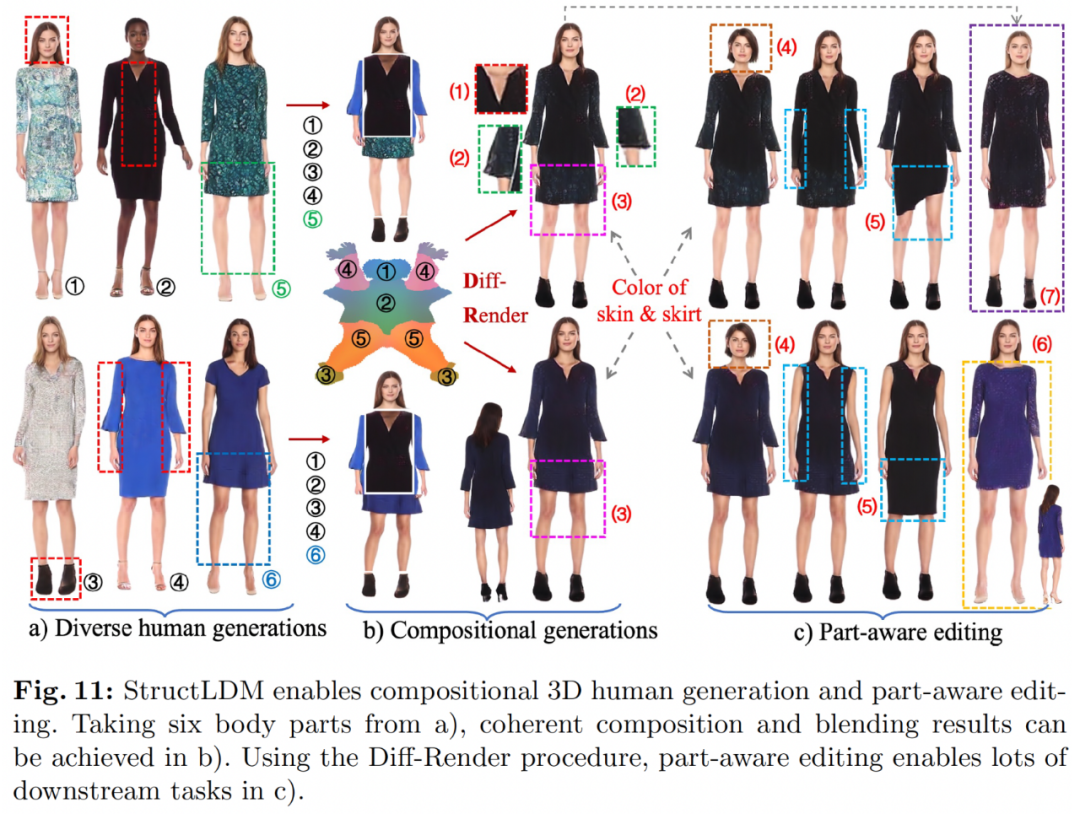 (4)
(1)
(2)
(2)
①
②
③
④
⑤
(3)
(5)
(7)
①
②
⑤
④ ① ④
②
⑤ ⑤
③ ③
Diff-
Render
Color of
skin & skirt
(4)
(6)
①
②
③
④
⑥
(3)
(5)
③
④
⑥
a) Diverse human generations
b) Compositional generations
c) Part-aware editing
Fig. 11: StructLDM enables compositional 3D human generation and part-aware edit-
ing. Taking six body parts from a), coherent composition and blending results can
be achieved in b). Using the Diff-Render procedure, part-aware editing enables lots of
downstream tasks in c).